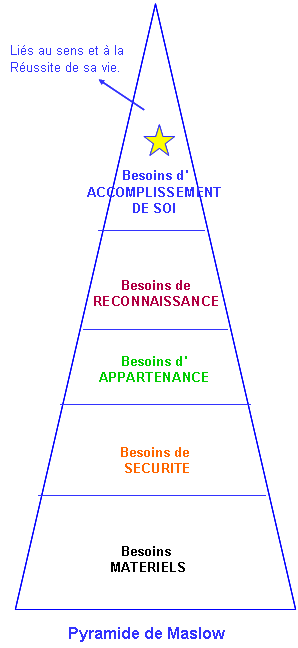 Liés au sens et à la
Réussite de sa vie.
Besoins d'
ACCOMPLISSEMENT
DE SOI
Besoins de
RECONNAISSANCE
Besoins d'
APPARTENANCE
Besoins de
SECURITE
Besoins
MATERIELS
Pyramide de Maslow